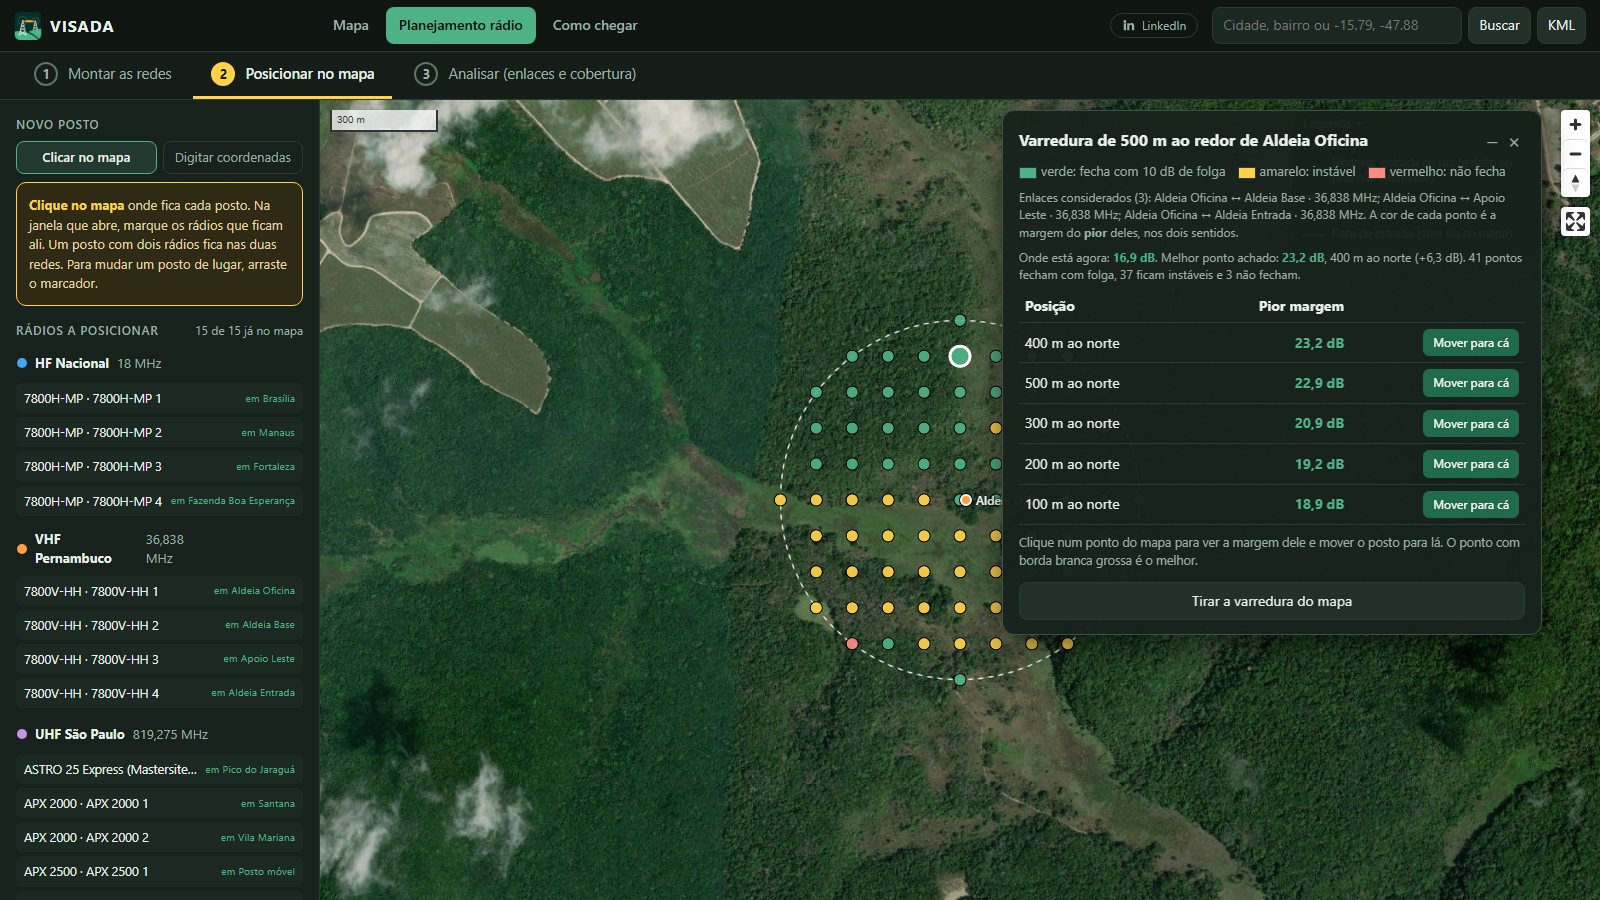 VISADA
Mapa
Planejamento rádio
Como chegar
in LinkedIn
Cidade, bairro ou -15.79, -47.88
Buscar
KML
1 Montar as redes
2 Posicionar no mapa
3 Analisar (enlaces e cobertura)
NOVO POSTO
Clicar no mapa
Digitar coordenadas
Clique no mapa onde fica cada posto. Na
janela que abre, marque os rádios que ficam
ali. Um posto com dois rádios fica nas duas
redes. Para mudar um posto de lugar, arraste
o marcador.
RÁDIOS A POSICIONAR 15 de 15 já no mapa
HF Nacional 18 MHz
7800H-MP · 7800H-MP 1 em Brasília
7800H-MP · 7800H-MP 2 em Manaus
7800H-MP · 7800H-MP 3 em Fortaleza
7800H-MP · 7800H-MP 4 em Fazenda Boa Esperança
VHF Pernambuco
36,838 MHz
7800V-HH · 7800V-HH 1 em Aldeia Oficina
7800V-HH · 7800V-HH 2 em Aldeia Base
7800V-HH · 7800V-HH 3 em Apoio Leste
7800V-HH · 7800V-HH 4 em Aldeia Entrada
UHF São Paulo 819,275 MHz
ASTRO 25 Express (Mastersite... em Pico do Jaraguá
APX 2000 · APX 2000 1 em Santana
APX 2000 · APX 2000 2 em Vila Mariana
APX 2500 · APX 2500 1 em Posto móvel
300 m
Aldei
Varredura de 500 m ao redor de Aldeia Oficina
verde: fecha com 10 dB de folga amarelo: instável vermelho: não fecha
Enlaces considerados (3): Aldeia Oficina ↔ Aldeia Base · 36,838 MHz; Aldeia Oficina ↔ Apoio
Leste · 36,838 MHz; Aldeia Oficina ↔ Aldeia Entrada · 36,838 MHz. A cor de cada ponto é a
margem do pior deles, nos dois sentidos.
Onde está agora: 16,9 dB. Melhor ponto achado: 23,2 dB, 400 m ao norte (+6,3 dB). 41 pontos
fecham com folga, 37 ficam instáveis e 3 não fecham.
Posição Pior margem
400 m ao norte 23,2 dB Mover para cá
500 m ao norte 22,9 dB Mover para cá
300 m ao norte 20,9 dB Mover para cá
200 m ao norte 19,2 dB Mover para cá
100 m ao norte 18,9 dB Mover para cá
Clique num ponto do mapa para ver a margem dele e mover o posto para lá. O ponto com
borda branca grossa é o melhor.
Tirar a varredura do mapa